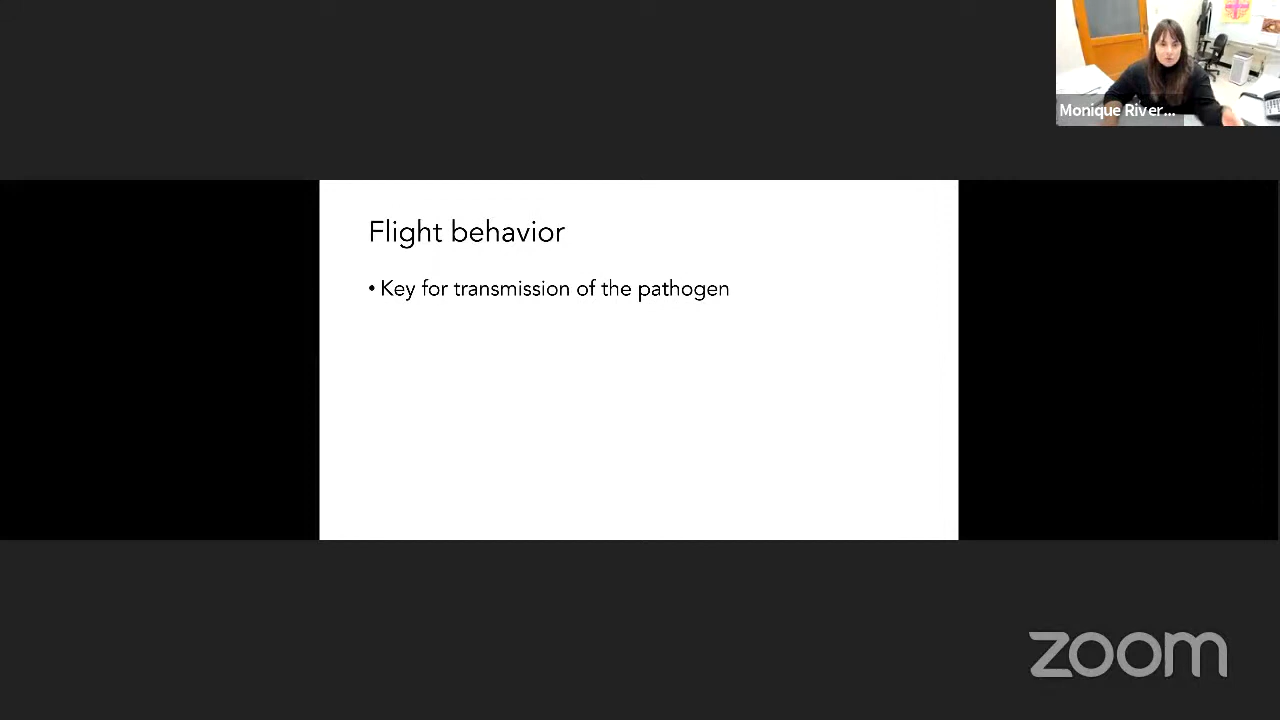 Monique River...
Flight behavior
• Key for transmission of the pathogen
zoom